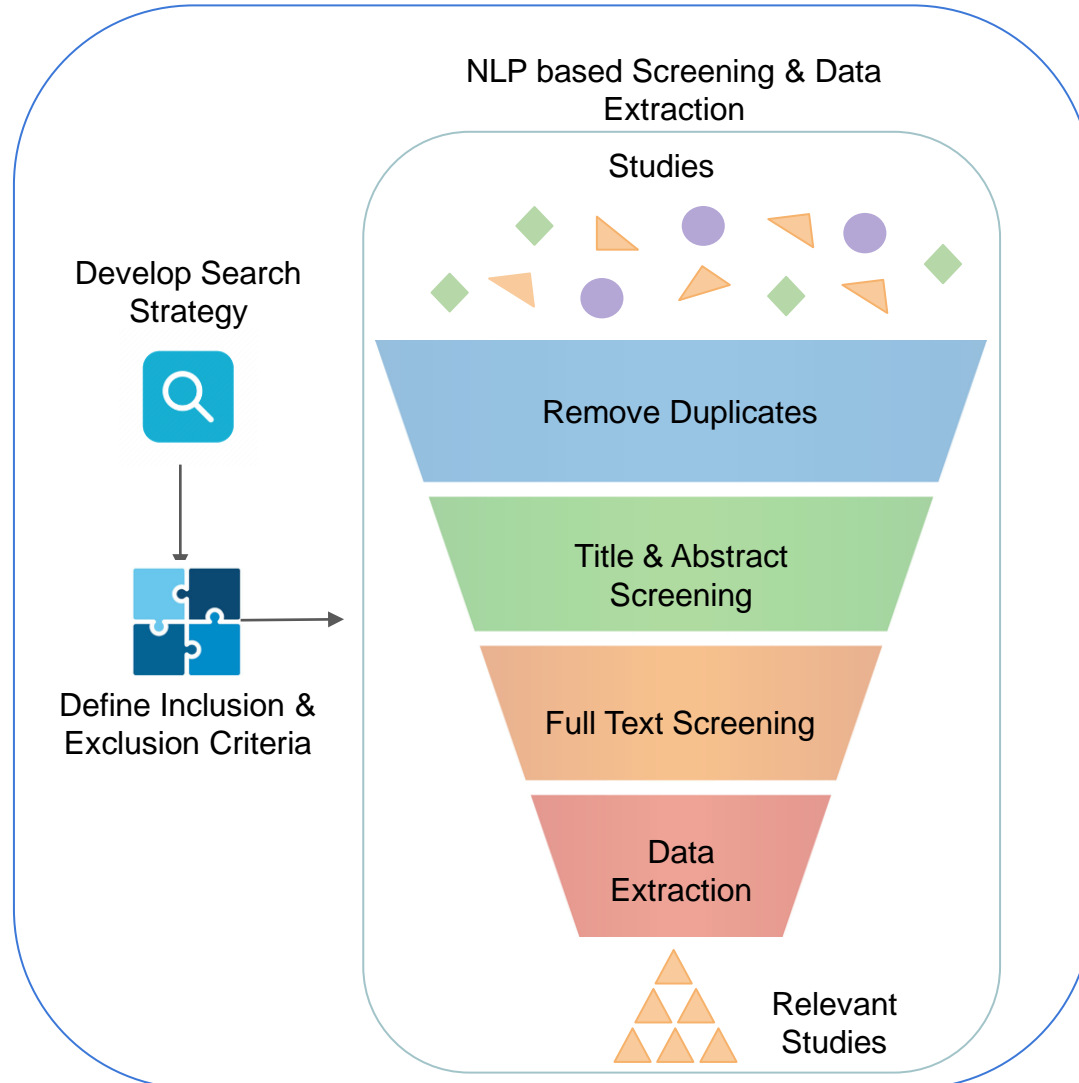 NLP based Screening & Data
Extraction
Studies
Develop Search
Strategy
Define Inclusion &
Exclusion Criteria
Remove Duplicates
Title & Abstract
Screening
Full Text Screening
Data
Extraction
Relevant
Studies